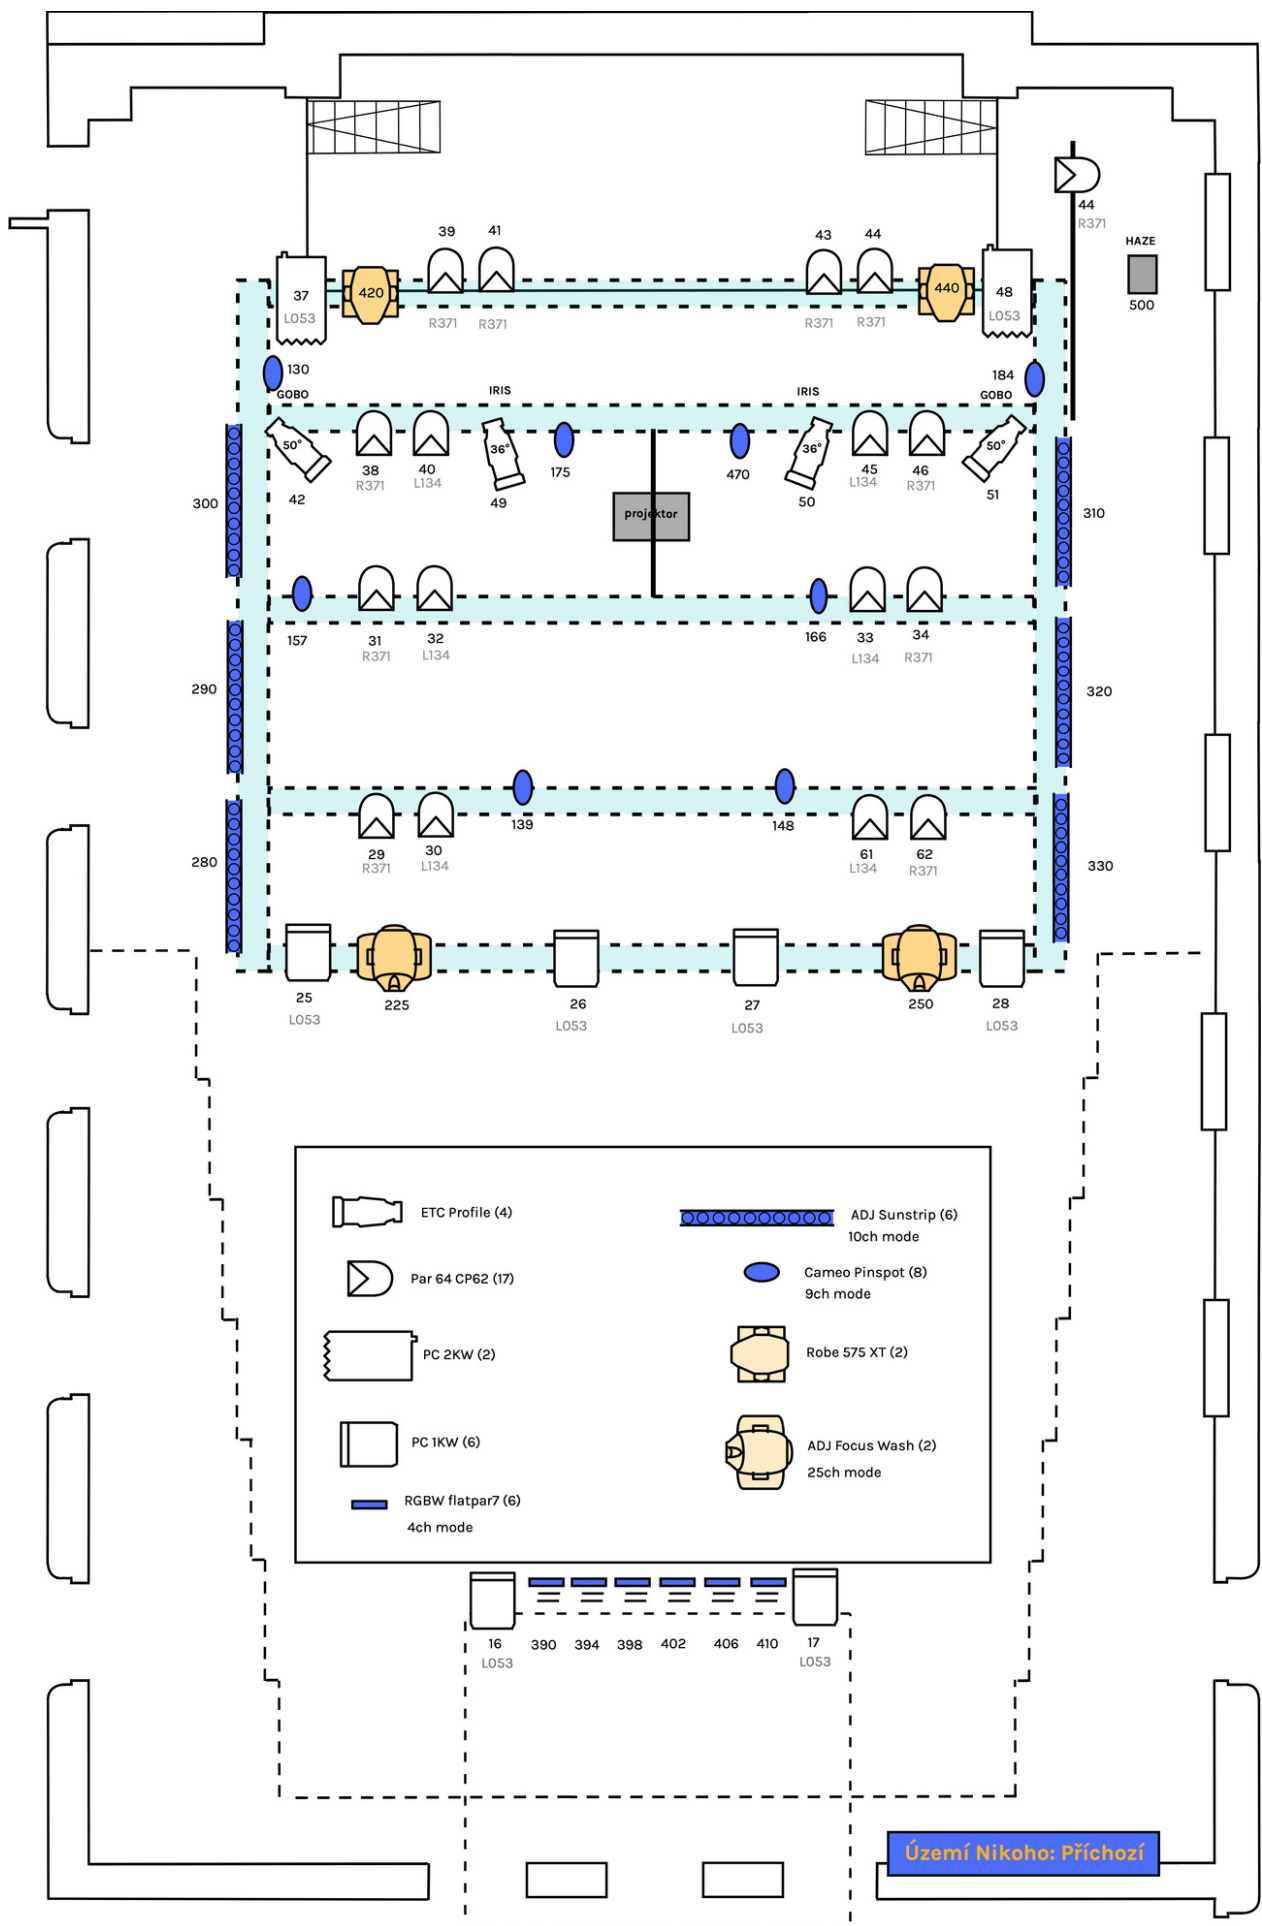 44
R371
HAZE
500
39
41
43
44
37
L053
420
440
48
L053
R371
R371
R371
R371
130
GOBO
184
GOBO
IRIS
IRIS
50°
36°
36°
50°
38
R371
40
L134
42
49
175
470
50
45
L134
46
R371
51
300
310
projektor
157
31
R371
32
L134
166
33
L134
34
R371
290
320
139
148
29
R371
30
L134
61
L134
62
R371
280
330
25
L053
225
26
L053
27
L053
250
28
L053
ETC Profile (4)
Par 64 CP62 (17)
PC 2KW (2)
PC 1KW (6)
RGBW flatpar7 (6)
4ch mode
ADJ Sunstrip (6)
10ch mode
Cameo Pinspot (8)
9ch mode
Robe 575 XT (2)
ADJ Focus Wash (2)
25ch mode
16
L053
390
394
398
402
406
410
17
L053
Území Nikoho: Příchozí